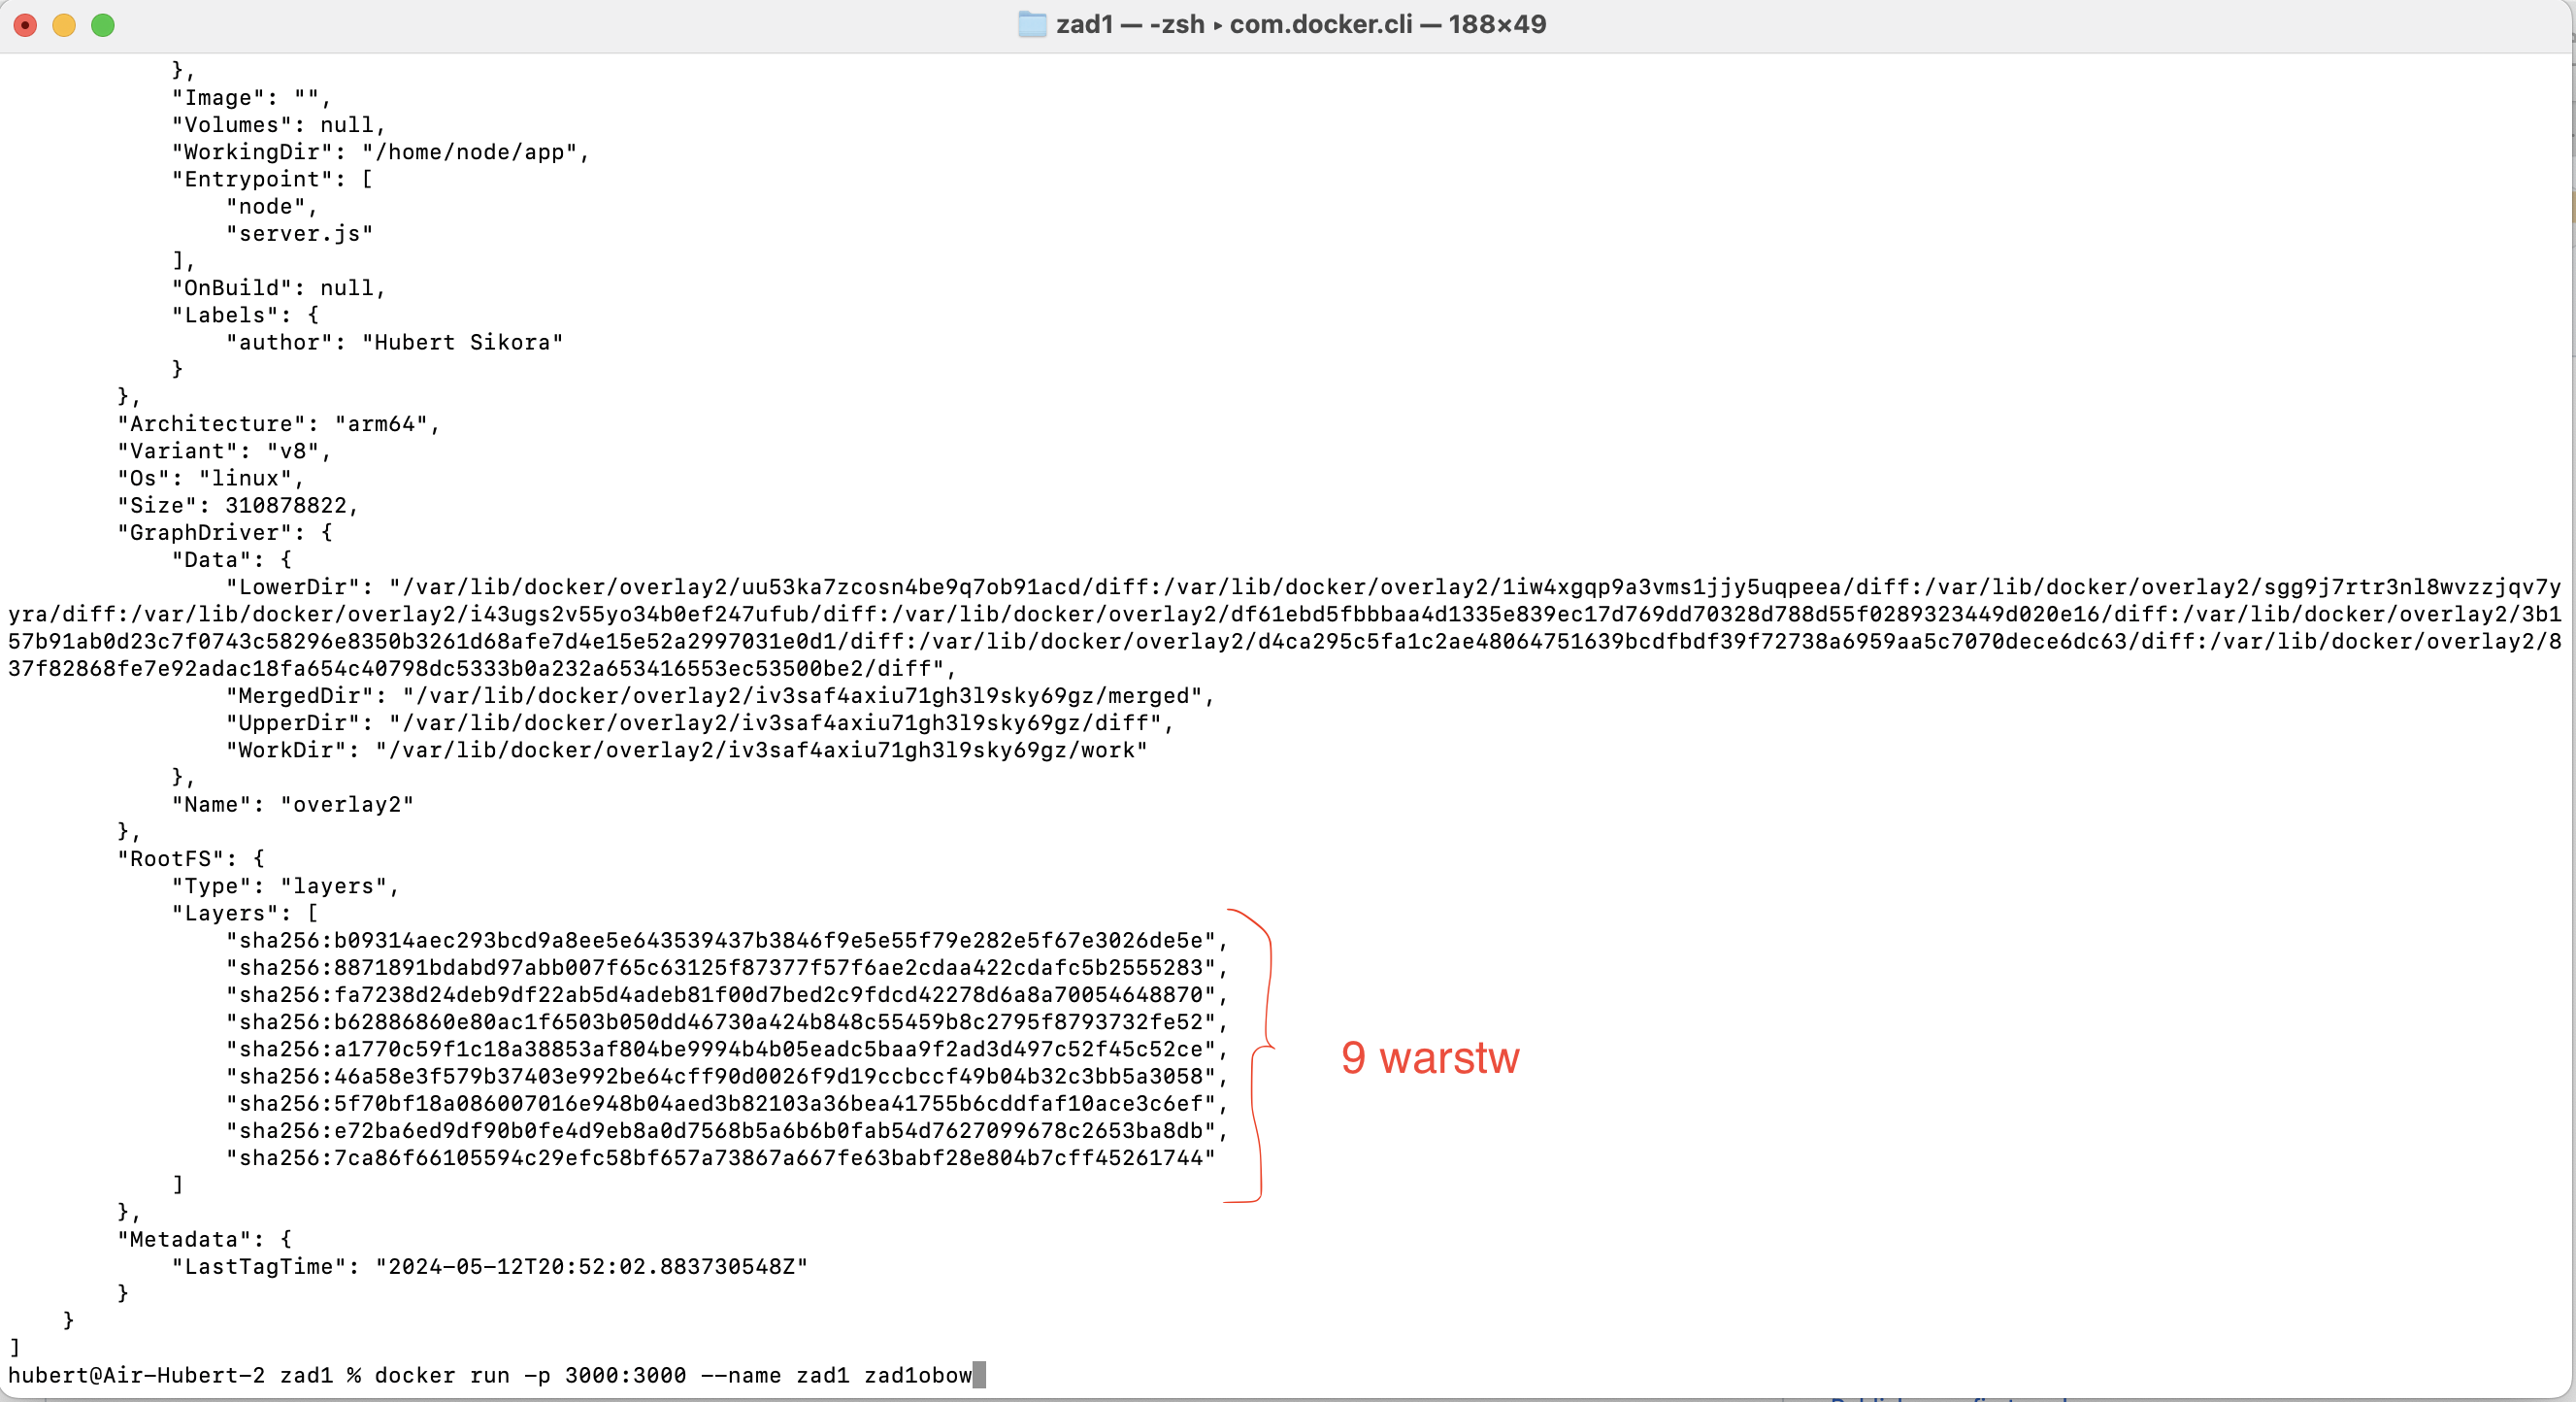 zad1 — -zsh ▸ com.docker.cli — 188×49
            },
            "Image": "",
            "Volumes": null,
            "WorkingDir": "/home/node/app",
            "Entrypoint": [
                "node",
                "server.js"
            ],
            "OnBuild": null,
            "Labels": {
                "author": "Hubert Sikora"
            }
        },
        "Architecture": "arm64",
        "Variant": "v8",
        "Os": "linux",
        "Size": 310878822,
        "GraphDriver": {
            "Data": {
                "LowerDir": "/var/lib/docker/overlay2/uu53ka7zcosn4be9q7ob91acd/diff:/var/lib/docker/overlay2/1iw4xgqp9a3vms1jjy5uqpeea/diff:/var/lib/docker/overlay2/sgg9j7rtr3nl8wvzzjqv7y
yra/diff:/var/lib/docker/overlay2/i43ugs2v55yo34b0ef247ufub/diff:/var/lib/docker/overlay2/df61ebd5fbbbaa4d1335e839ec17d769dd70328d788d55f0289323449d020e16/diff:/var/lib/docker/overlay2/3b1
57b91ab0d23c7f0743c58296e8350b3261d68afe7d4e15e52a2997031e0d1/diff:/var/lib/docker/overlay2/d4ca295c5fa1c2ae48064751639bcdfbdf39f72738a6959aa5c7070dece6dc63/diff:/var/lib/docker/overlay2/8
37f82868fe7e92adac18fa654c40798dc5333b0a232a653416553ec53500be2/diff",
                "MergedDir": "/var/lib/docker/overlay2/iv3saf4axiu71gh3l9sky69gz/merged",
                "UpperDir": "/var/lib/docker/overlay2/iv3saf4axiu71gh3l9sky69gz/diff",
                "WorkDir": "/var/lib/docker/overlay2/iv3saf4axiu71gh3l9sky69gz/work"
            },
            "Name": "overlay2"
        },
        "RootFS": {
            "Type": "layers",
            "Layers": [
                "sha256:b09314aec293bcd9a8ee5e643539437b3846f9e5e55f79e282e5f67e3026de5e",
                "sha256:8871891bdabd97abb007f65c63125f87377f57f6ae2cdaa422cdafc5b2555283",
                "sha256:fa7238d24deb9df22ab5d4adeb81f00d7bed2c9fdcd42278d6a8a70054648870",
                "sha256:b62886860e80ac1f6503b050dd46730a424b848c55459b8c2795f8793732fe52",
                "sha256:a1770c59f1c18a38853af804be9994b4b05eadc5baa9f2ad3d497c52f45c52ce",
                "sha256:46a58e3f579b37403e992be64cff90d0026f9d19ccbccf49b04b32c3bb5a3058",
                "sha256:5f70bf18a086007016e948b04aed3b82103a36bea41755b6cddfaf10ace3c6ef",
                "sha256:e72ba6ed9df90b0fe4d9eb8a0d7568b5a6b6b0fab54d7627099678c2653ba8db",
                "sha256:7ca86f66105594c29efc58bf657a73867a667fe63babf28e804b7cff45261744"
            ]
9 warstw
        },
        "Metadata": {
            "LastTagTime": "2024-05-12T20:52:02.883730548Z"
        }
    }
]
hubert@Air-Hubert-2 zad1 % docker run -p 3000:3000 --name zad1 zad1obow